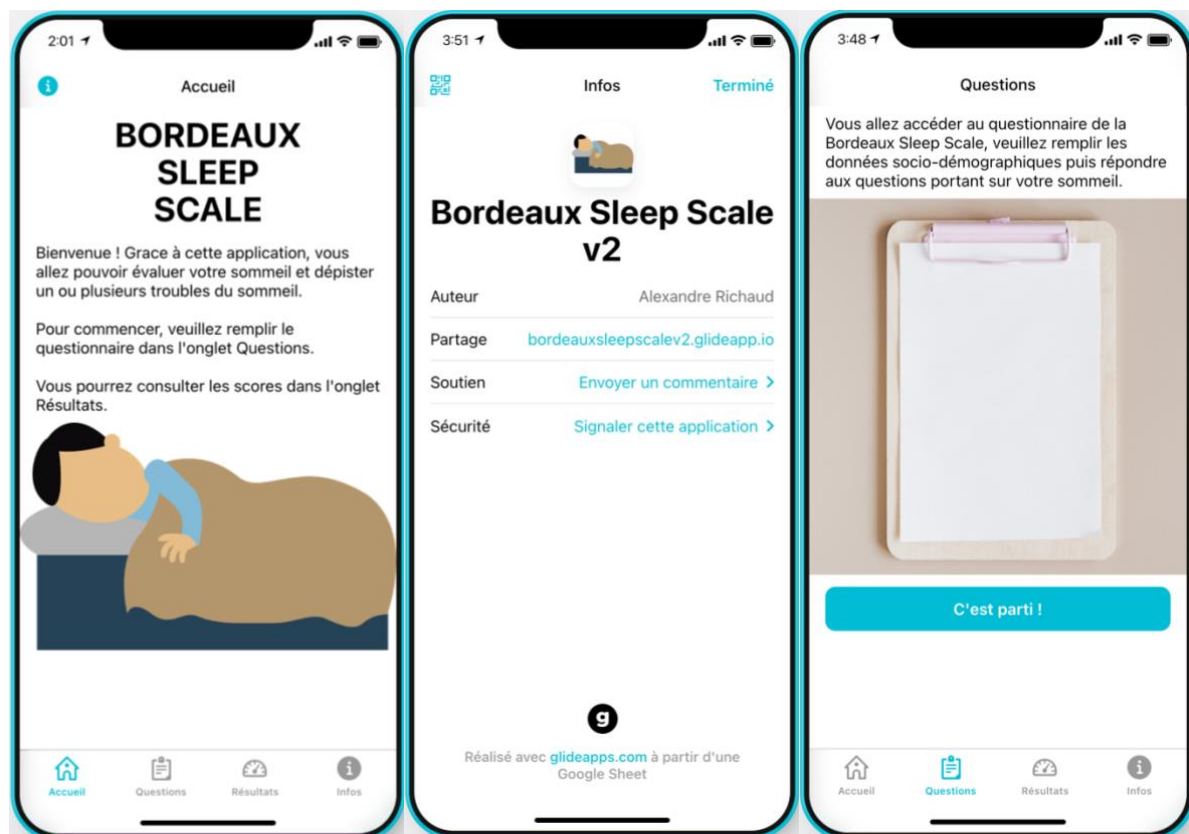 2:01
Accueil
BORDEAUX
SLEEP
SCALE
Bienvenue ! Grace à cette application, vous
allez pouvoir évaluer votre sommeil et dépister
un ou plusieurs troubles du sommeil.
Pour commencer, veuillez remplir le
questionnaire dans l'onglet Questions.
Vous pourrez consulter les scores dans l'onglet
Résultats.
Accueil
Questions
Résultats
Infos
3:51
Infos
Terminé
Bordeaux Sleep Scale
v2
Auteur
Alexandre Richaud
Partage
bordeauxsleepscalev2.glideapp.io
Soutien
Envoyer un commentaire
Sécurité
Signaler cette application
g
Réalisé avec glideapps.com à partir d'une
Google Sheet
3:48
Questions
Vous allez accéder au questionnaire de la
Bordeaux Sleep Scale, veuillez remplir les
données socio-démographiques puis répondre
aux questions portant sur votre sommeil.
C'est parti !
Accueil
Questions
Résultats
Infos